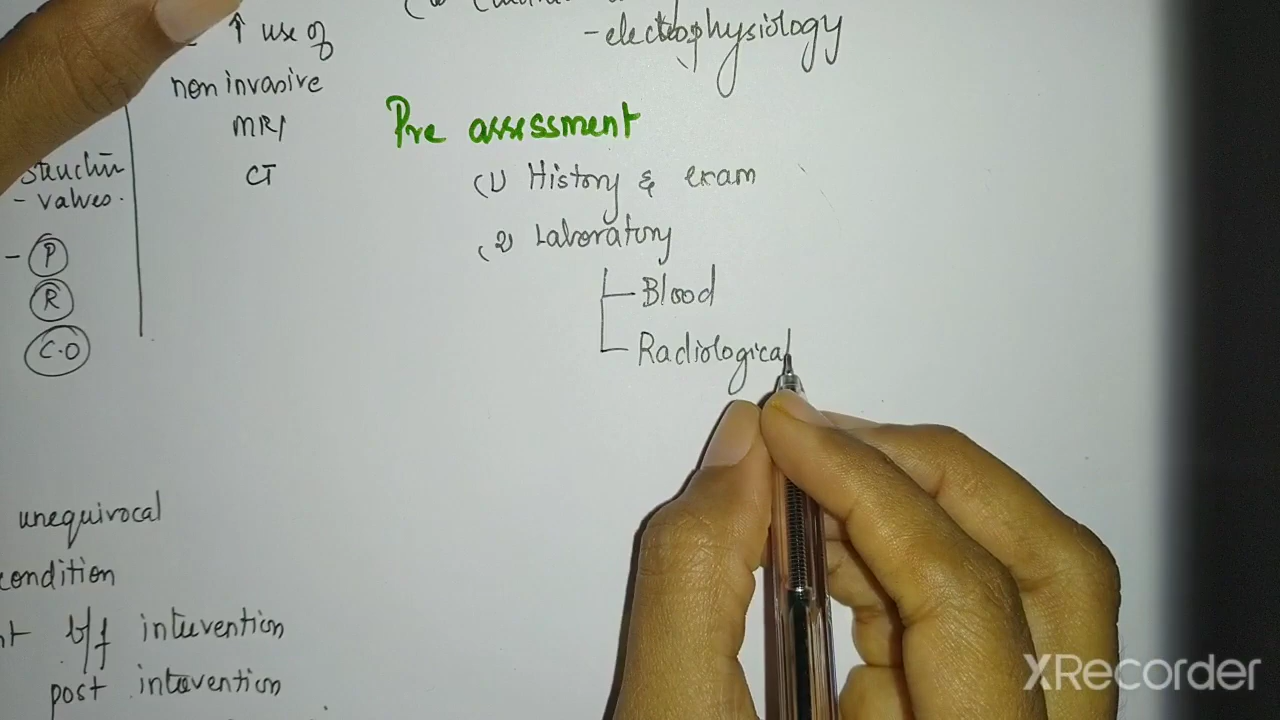 ↑ use of
non invasive
MRI
CT
valves.
- P
R
C.O
- electrophysiology
Pre assessment
(1) History & exam
(2) Laboratory
Blood
Radiological
unequivocal
condition
b/f intervention
post intervention
XRecorder